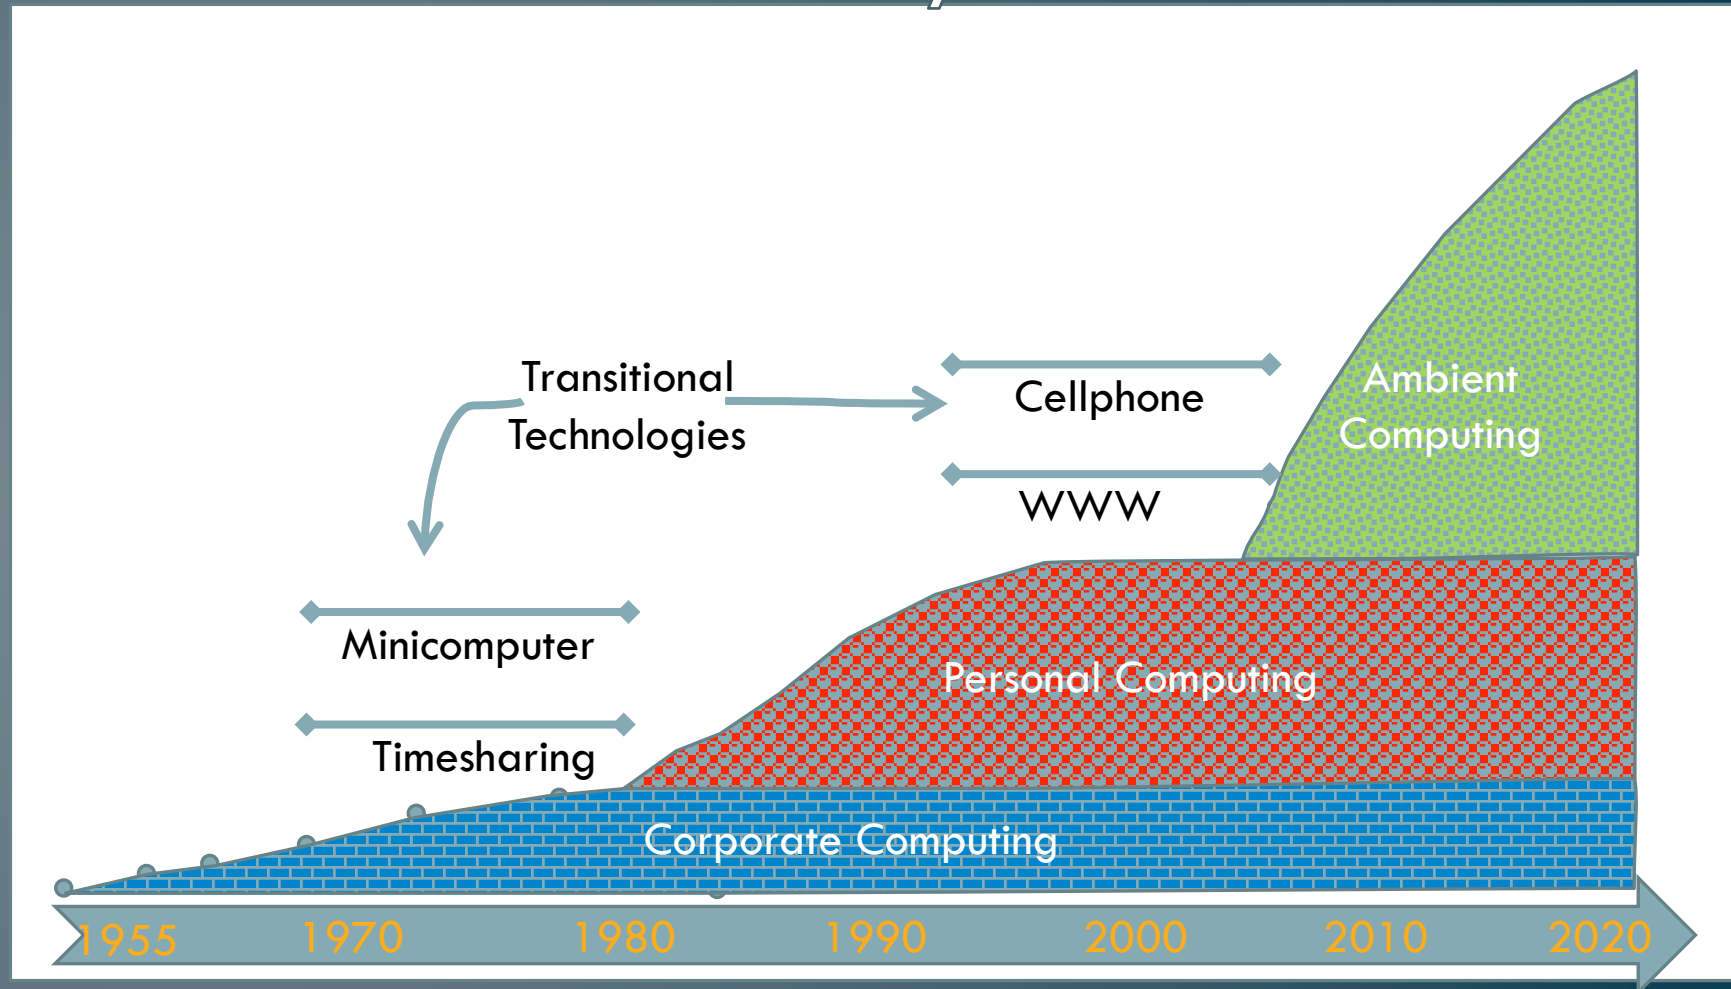 Transitional
Technologies
Cellphone
WWW
Ambient
Computing
Minicomputer
Timesharing
Personal Computing
Corporate Computing
1955 1970 1980 1990 2000 2010 2020